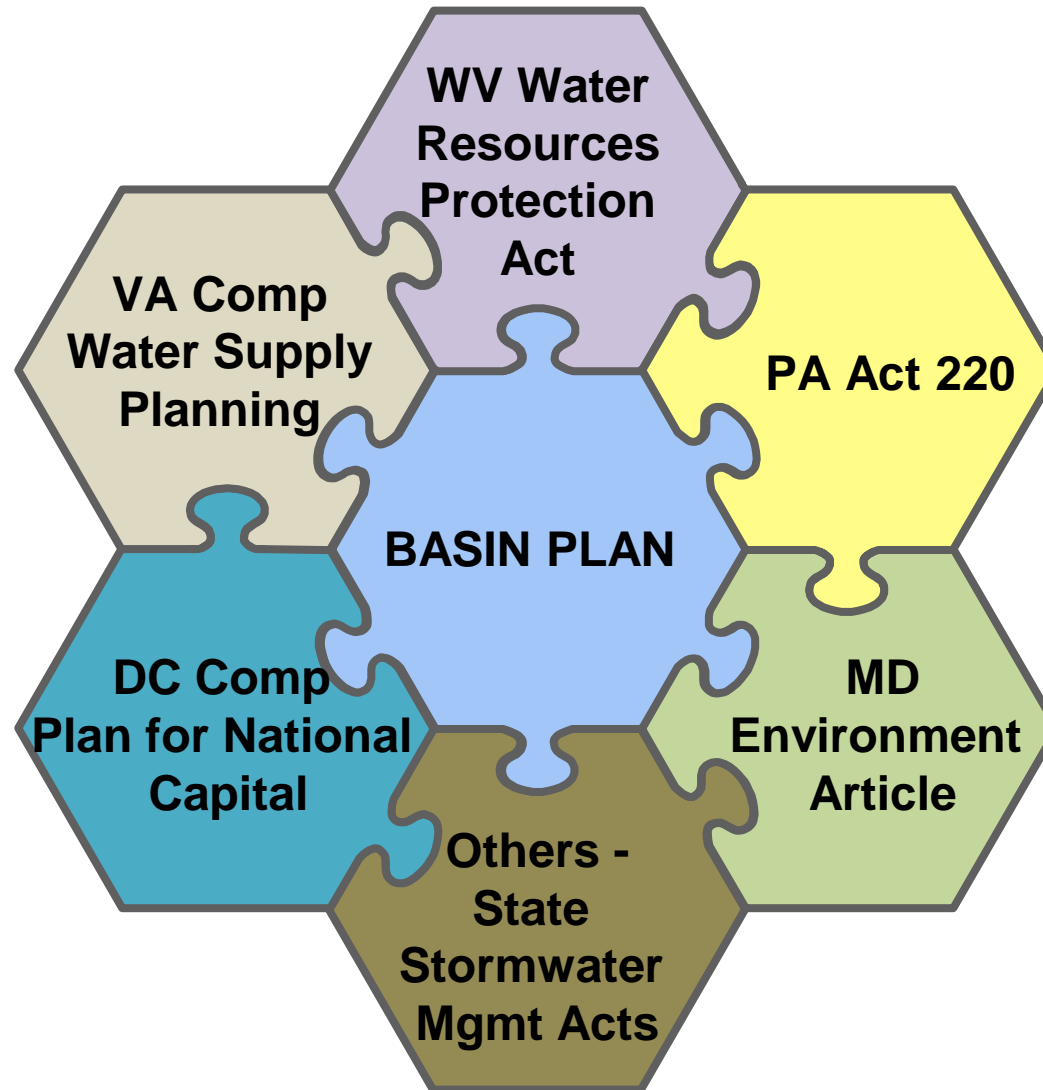 WV Water
Resources
Protection
Act
VA Comp
Water Supply
Planning
PA Act 220
BASIN PLAN
DC Comp
Plan for National
Capital
MD
Environment
Article
Others -
State
Stormwater
Mgmt Acts